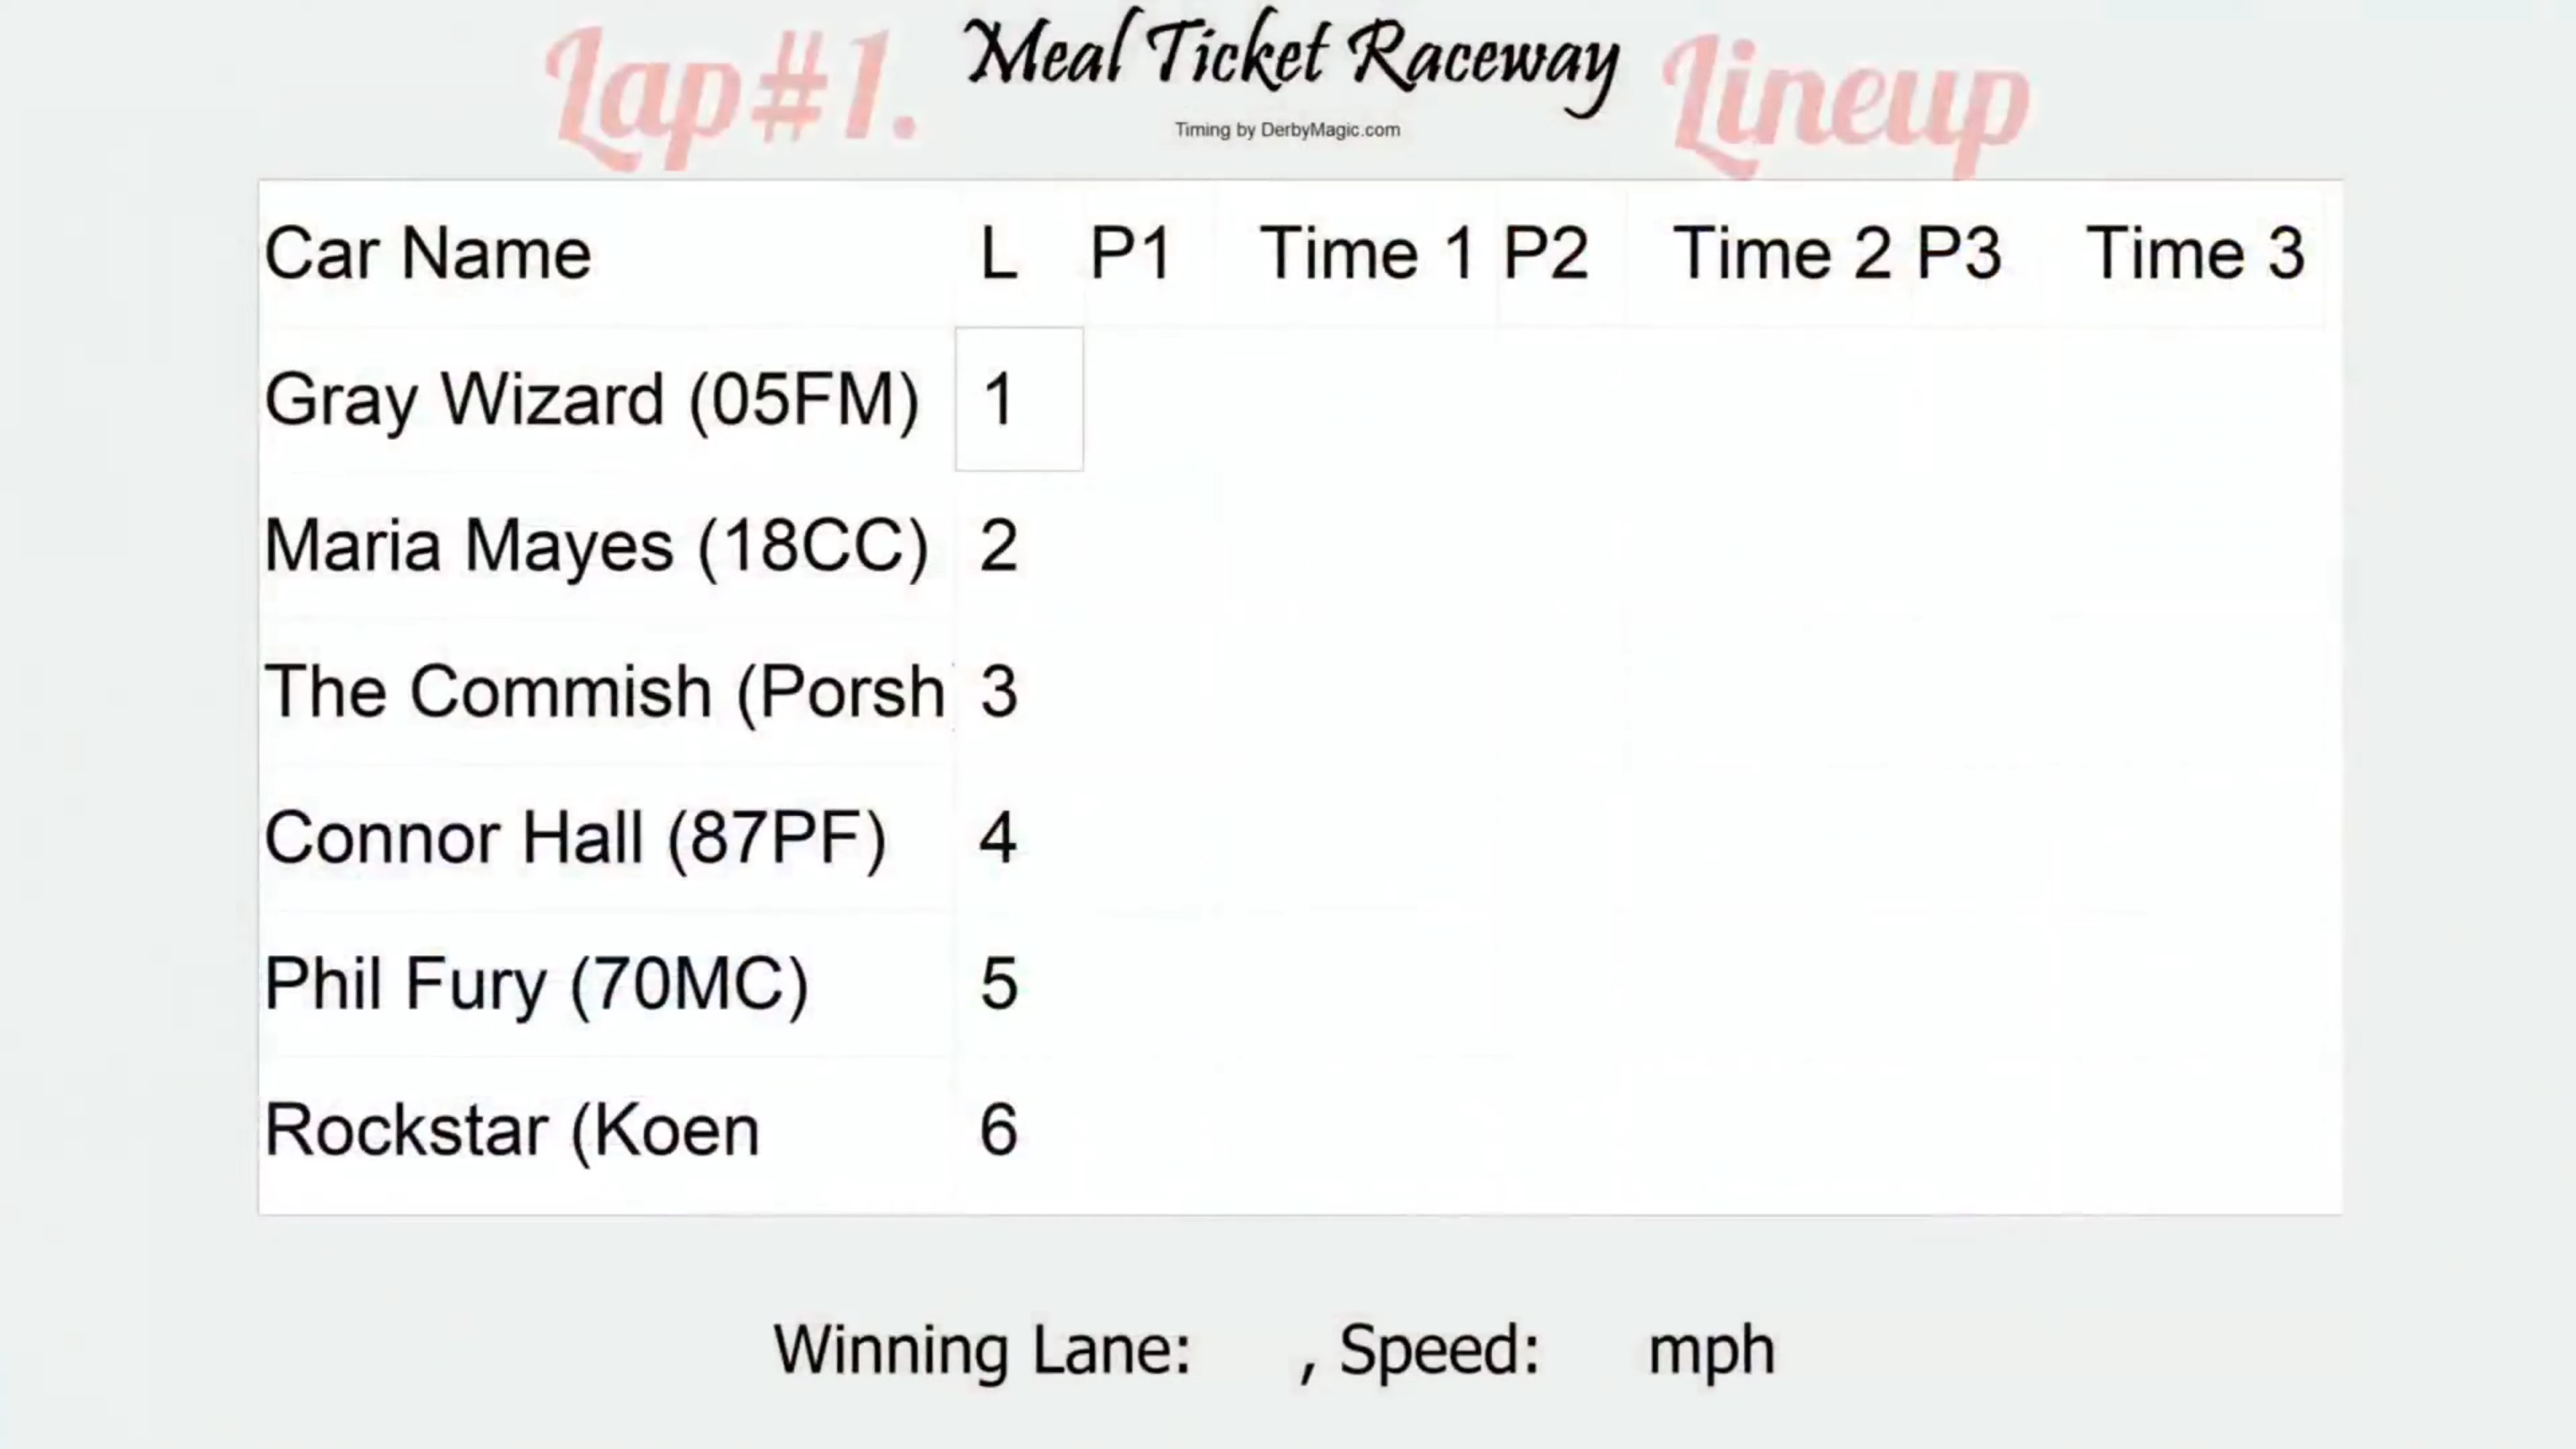 Lap#1. Meal Ticket Raceway Lineup
Timing by DerbyMagic.com
Car Name L P1 Time 1 P2 Time 2 P3 Time 3
Gray Wizard (05FM) 1
Maria Mayes (18CC) 2
The Commish (Porsh 3
Connor Hall (87PF) 4
Phil Fury (70MC) 5
Rockstar (Koen 6
Winning Lane: , Speed: mph